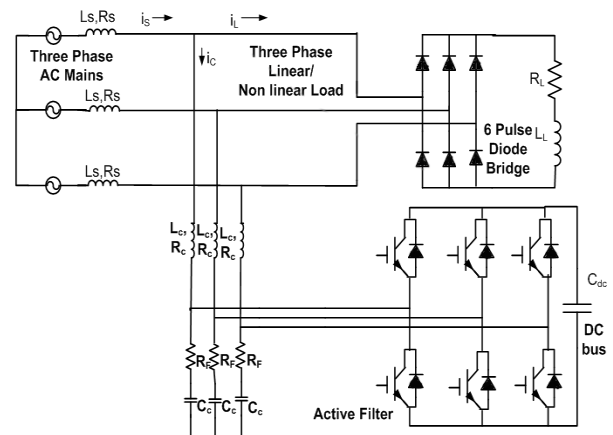 Ls,Rs
iS
iL
Three Phase
AC Mains
iC
Three Phase
Linear/
Non linear Load
RL
Ls,Rs
6 Pulse
Diode
Bridge
LL
Ls,Rs
Lc,
Rc
Lc,
Rc
Lc,
Rc
Cdc
DC
bus
RF
RF
RF
Cc
Cc
Cc
Active Filter